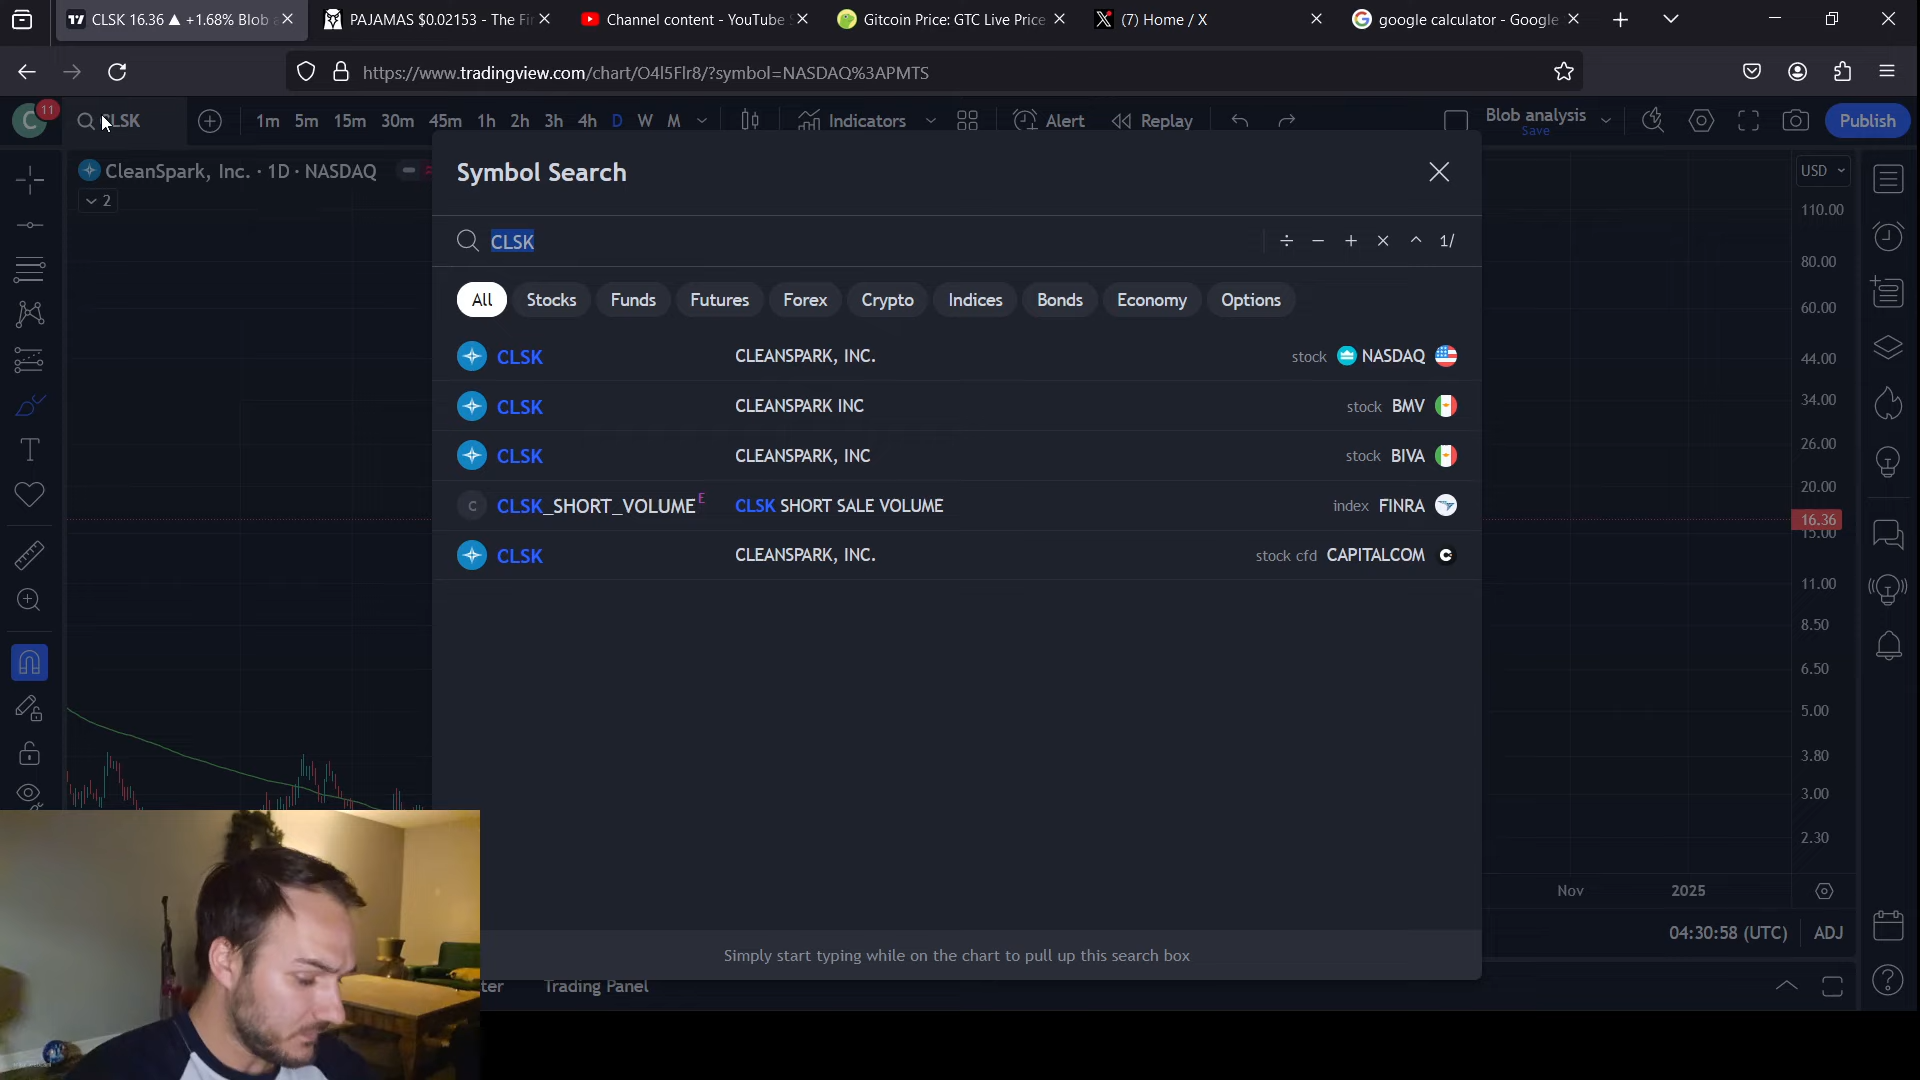 CLSK 16.36 ▲ +1.68% Blob a
PAJAMAS $0.02153 - The Fi
Channel content - YouTube S
Gitcoin Price: GTC Live Price
(7) Home / X
google calculator - Google
https://www.tradingview.com/chart/O4l5Flr8/?symbol=NASDAQ%3APMTS
C
11
CLSK
1m 5m 15m 30m 45m 1h 2h 3h 4h D W M
Indicators
Alert
Replay
Blob analysis
Save
Publish
CleanSpark, Inc. · 1D · NASDAQ
2
Symbol Search
CLSK
÷ − + × ^ 1/
All Stocks Funds Futures Forex Crypto Indices Bonds Economy Options
CLSK CLEANSPARK, INC. stock NASDAQ
CLSK CLEANSPARK INC stock BMV
CLSK CLEANSPARK, INC stock BIVA
C CLSK_SHORT_VOLUME E CLSK SHORT SALE VOLUME index FINRA
CLSK CLEANSPARK, INC. stock cfd CAPITALCOM
Simply start typing while on the chart to pull up this search box
USD
110.00
80.00
60.00
44.00
34.00
26.00
20.00
16.36
15.00
11.00
8.50
6.50
5.00
3.80
3.00
2.30
Nov 2025
04:30:58 (UTC) ADJ
ter Trading Panel